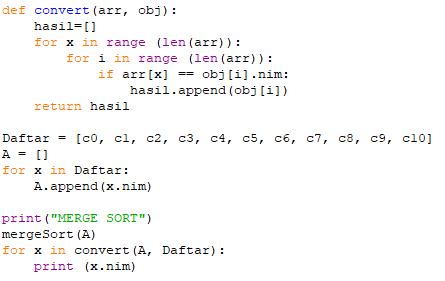 def convert(arr, obj):
    hasil=[]
    for x in range (len(arr)):
        for i in range (len(arr)):
            if arr[x] == obj[i].nim:
                hasil.append(obj[i])
    return hasil

Daftar = [c0, c1, c2, c3, c4, c5, c6, c7, c8, c9, c10]
A = []
for x in Daftar:
    A.append(x.nim)

print("MERGE SORT")
mergeSort(A)
for x in convert(A, Daftar):
    print (x.nim)